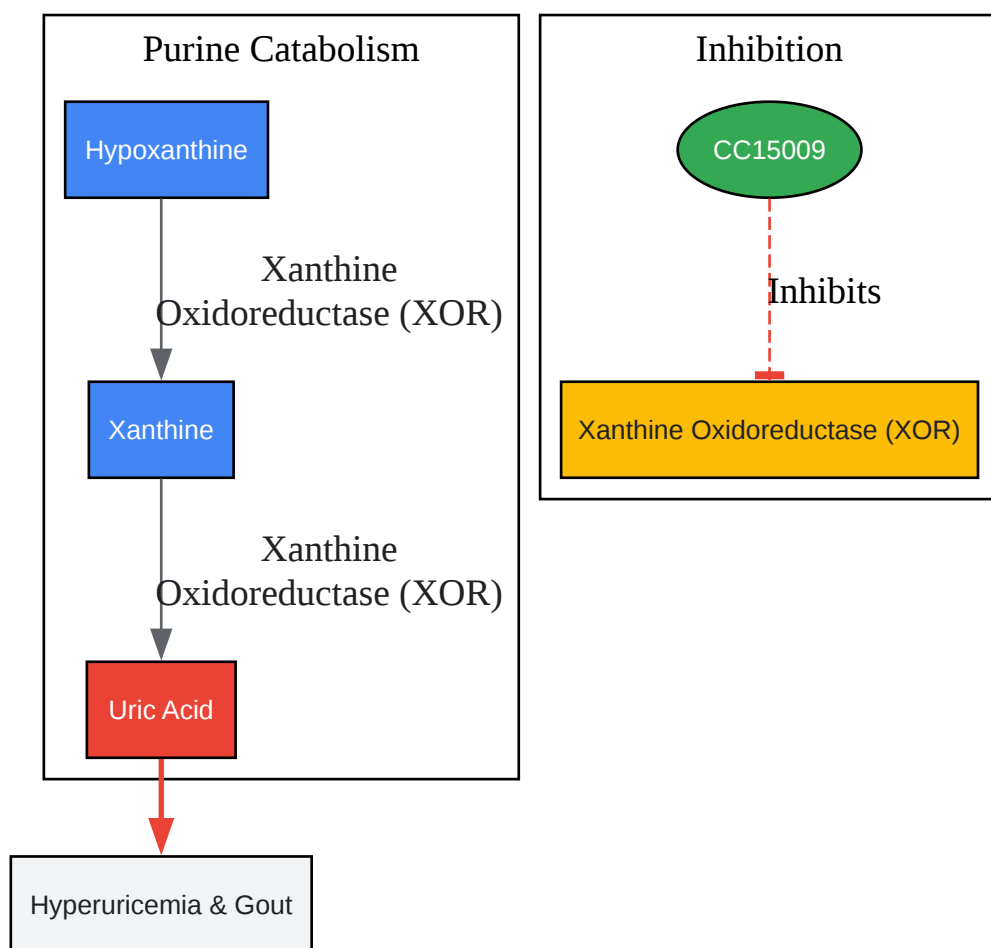 Purine Catabolism
Hypoxanthine
Xanthine
Oxidoreductase (XOR)
Xanthine
Xanthine
Oxidoreductase (XOR)
Uric Acid
Hyperuricemia & Gout
Inhibition
CC15009
Inhibits
Xanthine Oxidoreductase (XOR)